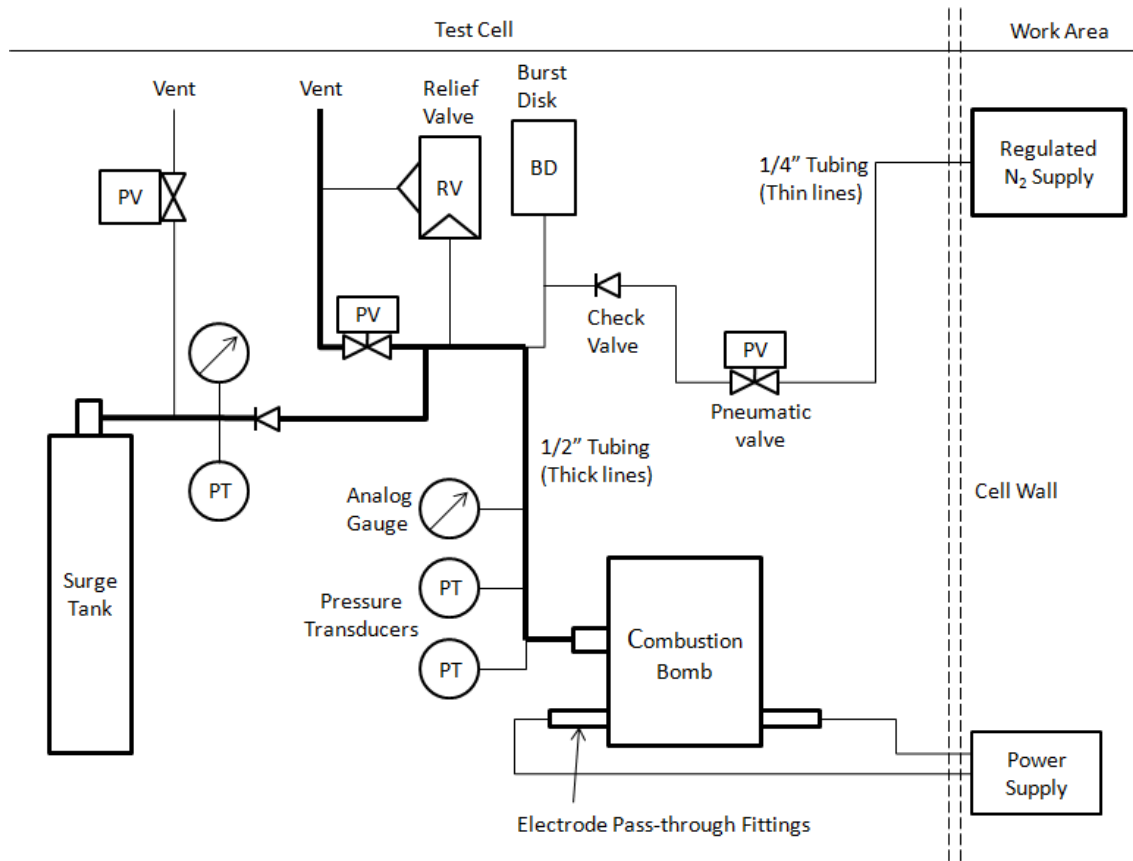 Test Cell
Work Area
Vent
Vent
Relief
Valve
Burst
Disk
PV
RV
BD
1/4” Tubing
(Thin lines)
Regulated
N₂ Supply
PV
Check
Valve
PV
Pneumatic
valve
1/2” Tubing
(Thick lines)
PT
Analog
Gauge
Cell Wall
Surge
Tank
PT
Pressure
Transducers
PT
Combustion
Bomb
Power
Supply
Electrode Pass-through Fittings